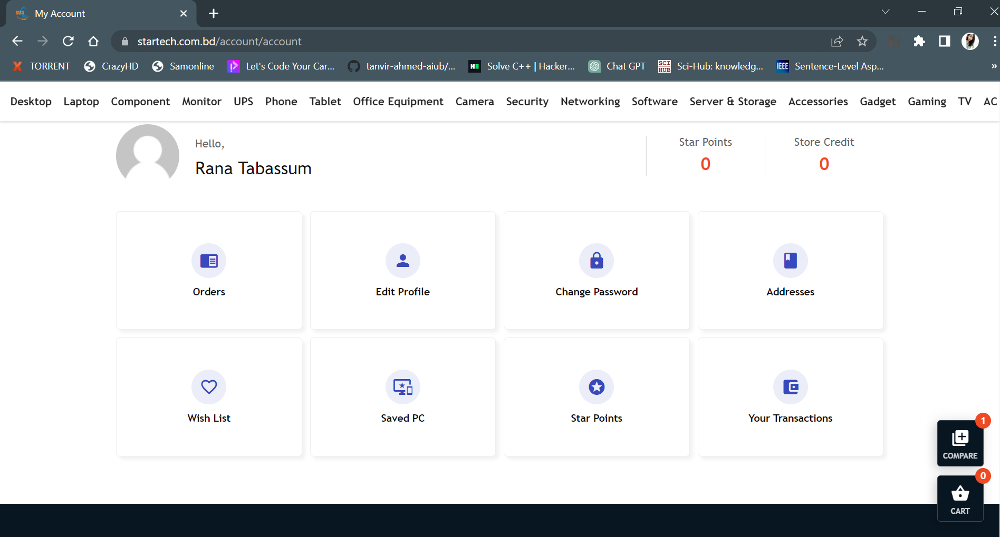 My Account
startech.com.bd/account/account
TORRENT CrazyHD Samonline Let's Code Your Car... tanvir-ahmed-aiub/... Solve C++ | Hacker... Chat GPT SCI HUB Sci-Hub: knowledg... IEEE Sentence-Level Asp... »
Desktop Laptop Component Monitor UPS Phone Tablet Office Equipment Camera Security Networking Software Server & Storage Accessories Gadget Gaming TV AC
Hello,
Rana Tabassum
Star Points
0
Store Credit
0
Orders
Edit Profile
Change Password
Addresses
Wish List
Saved PC
Star Points
Your Transactions
1
COMPARE
0
CART